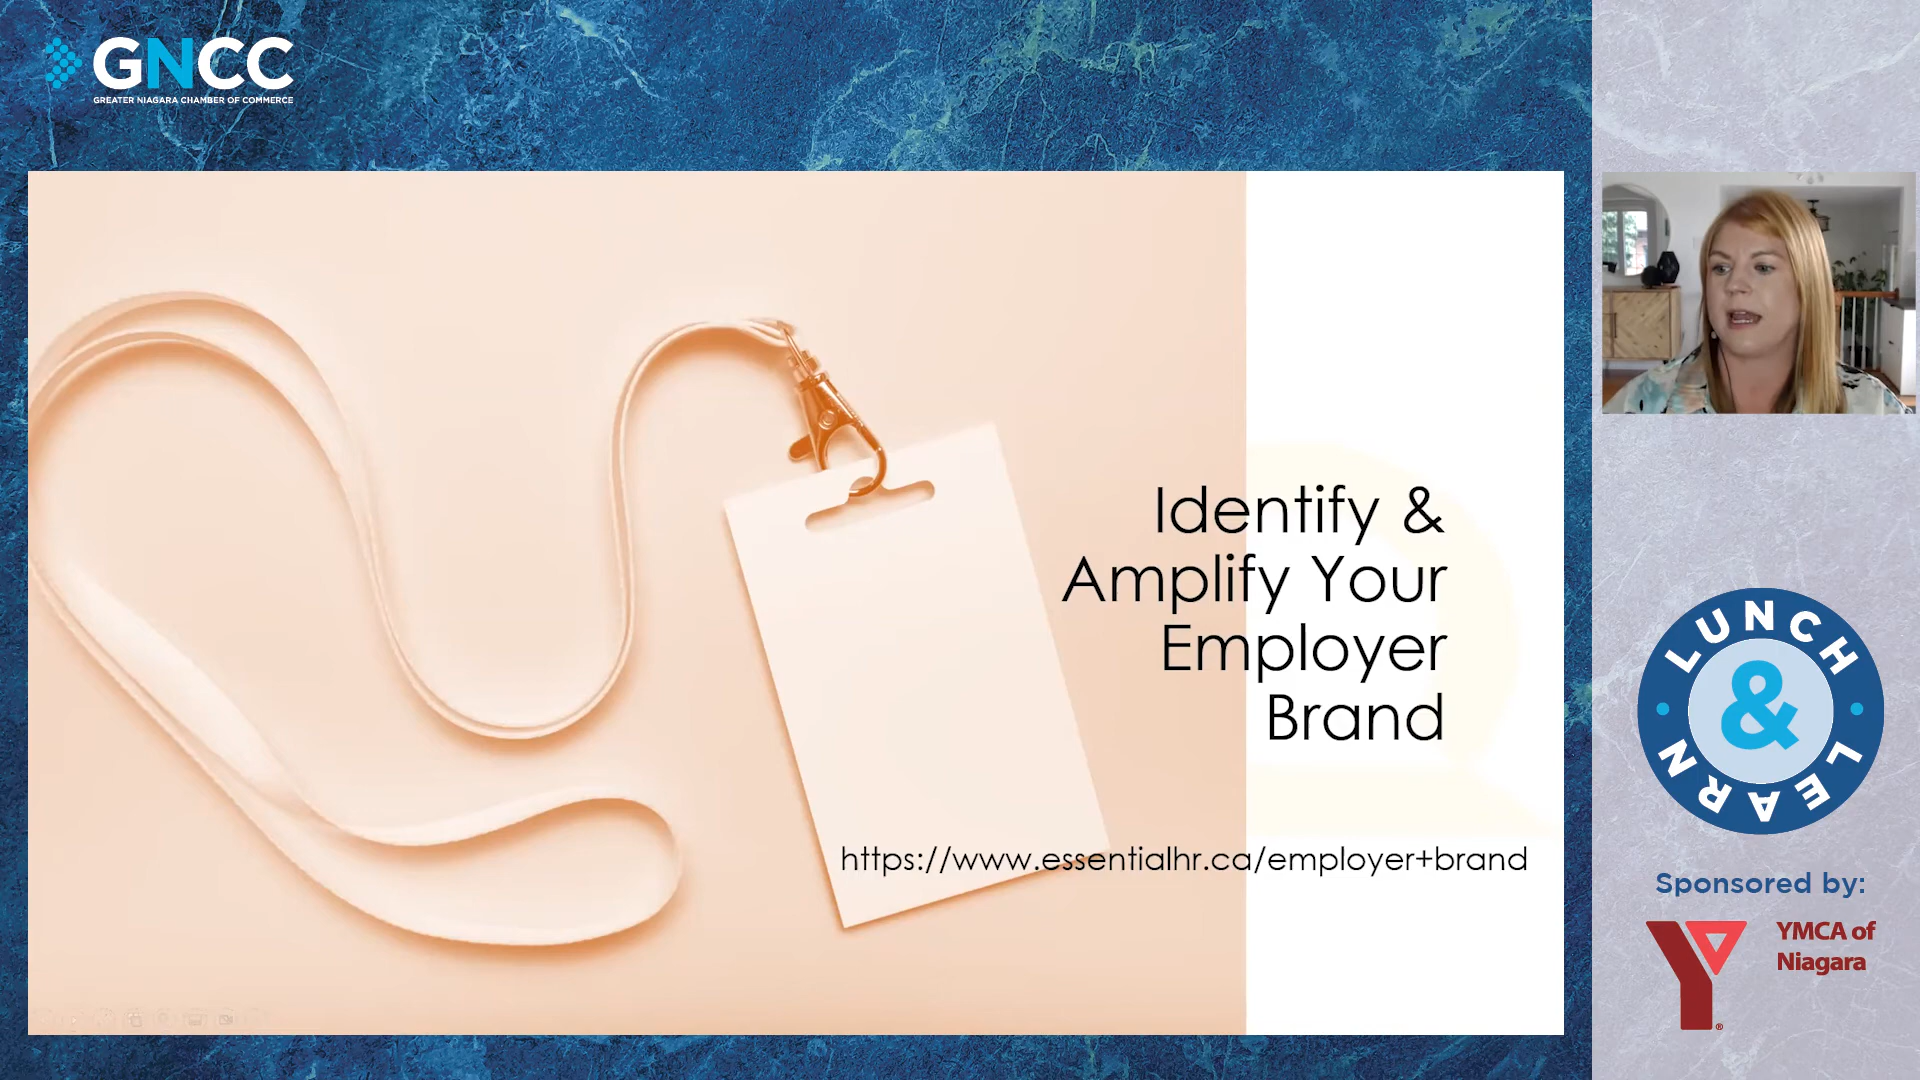 GNCC
GREATER NIAGARA CHAMBER OF COMMERCE
Identify &
Amplify Your
Employer
Brand
https://www.essentialhr.ca/employer+brand
LUNCH
&
LEARN
Sponsored by:
YMCA of
Niagara